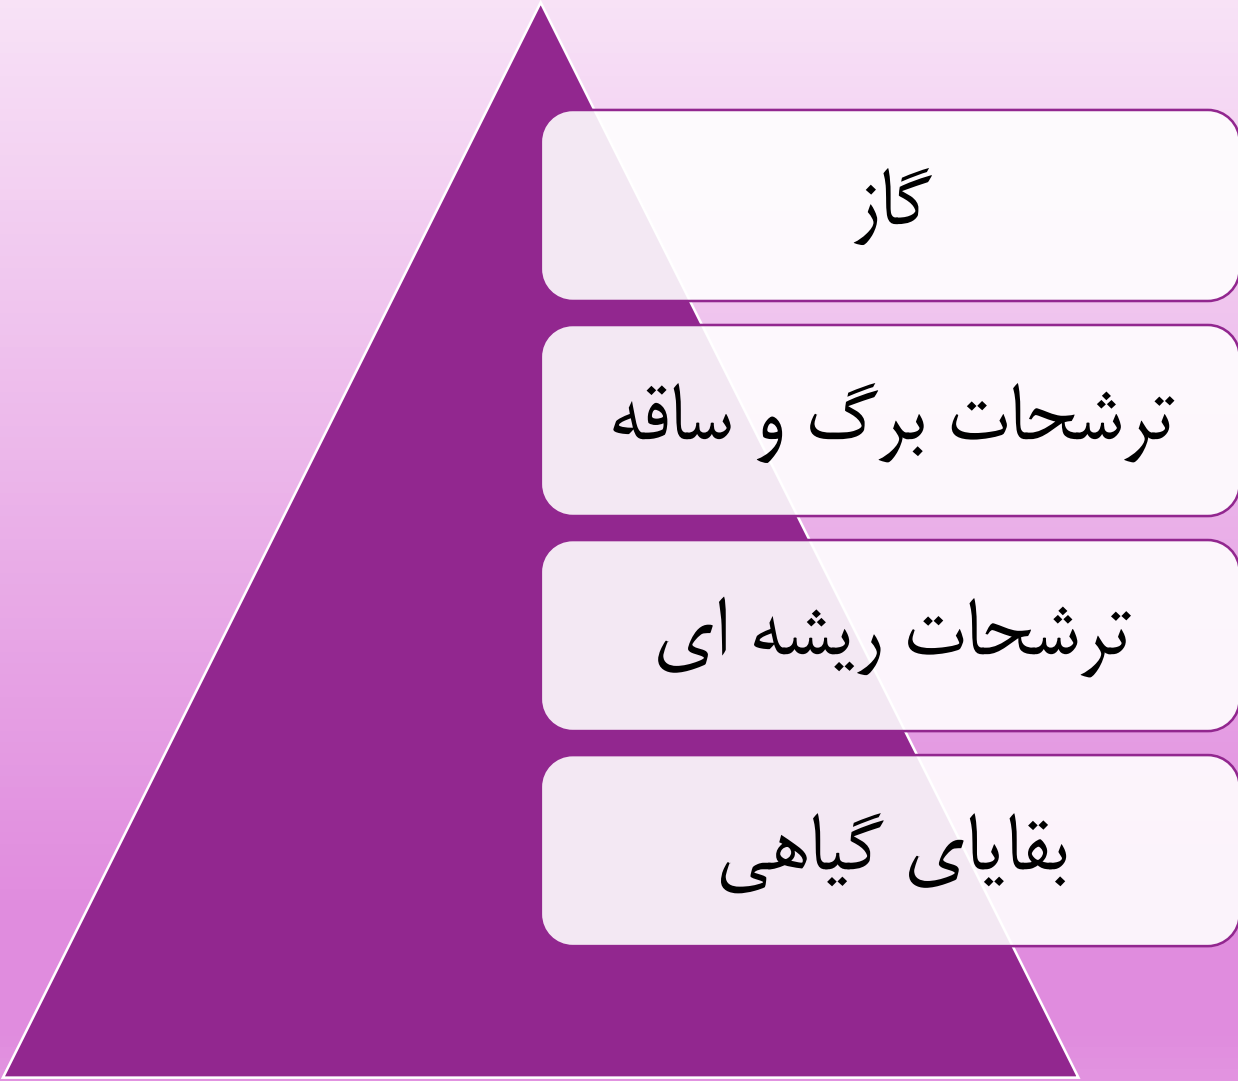 گاز
ترشحات برگ و ساقه
ترشحات ریشه ای
بقایای گیاهی